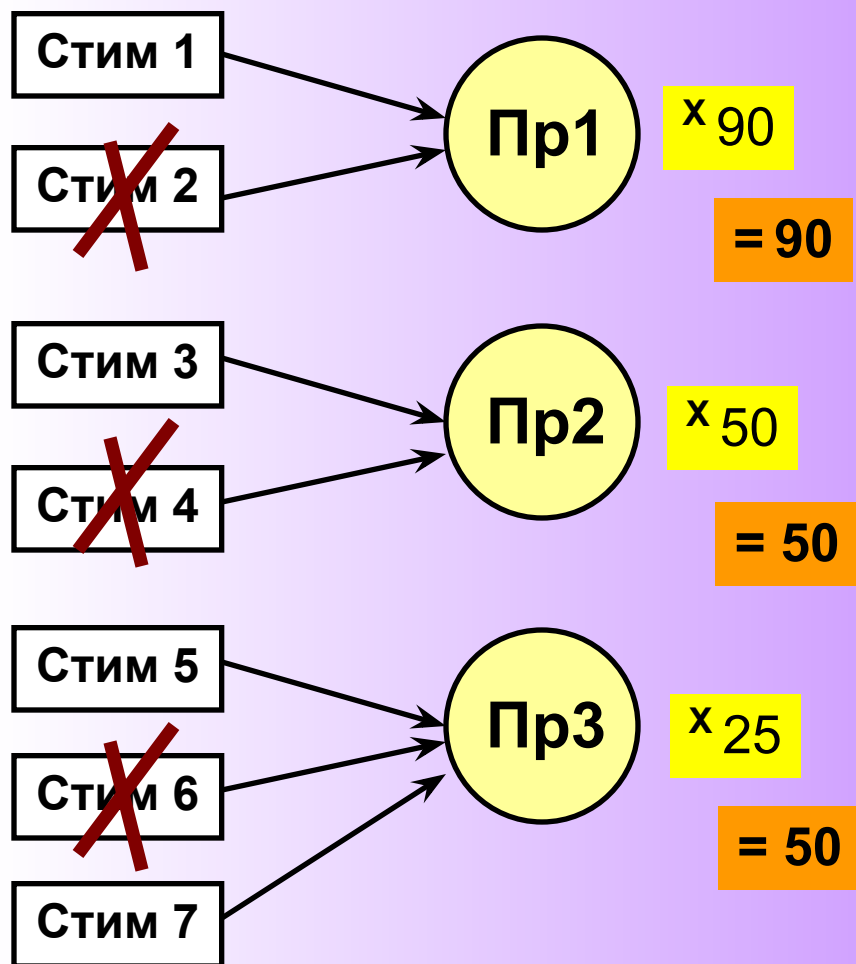 Стим 1
Стим 2
Пр1
x 90
= 90
Стим 3
Стим 4
Пр2
x 50
= 50
Стим 5
Стим 6
Стим 7
Пр3
x 25
= 50